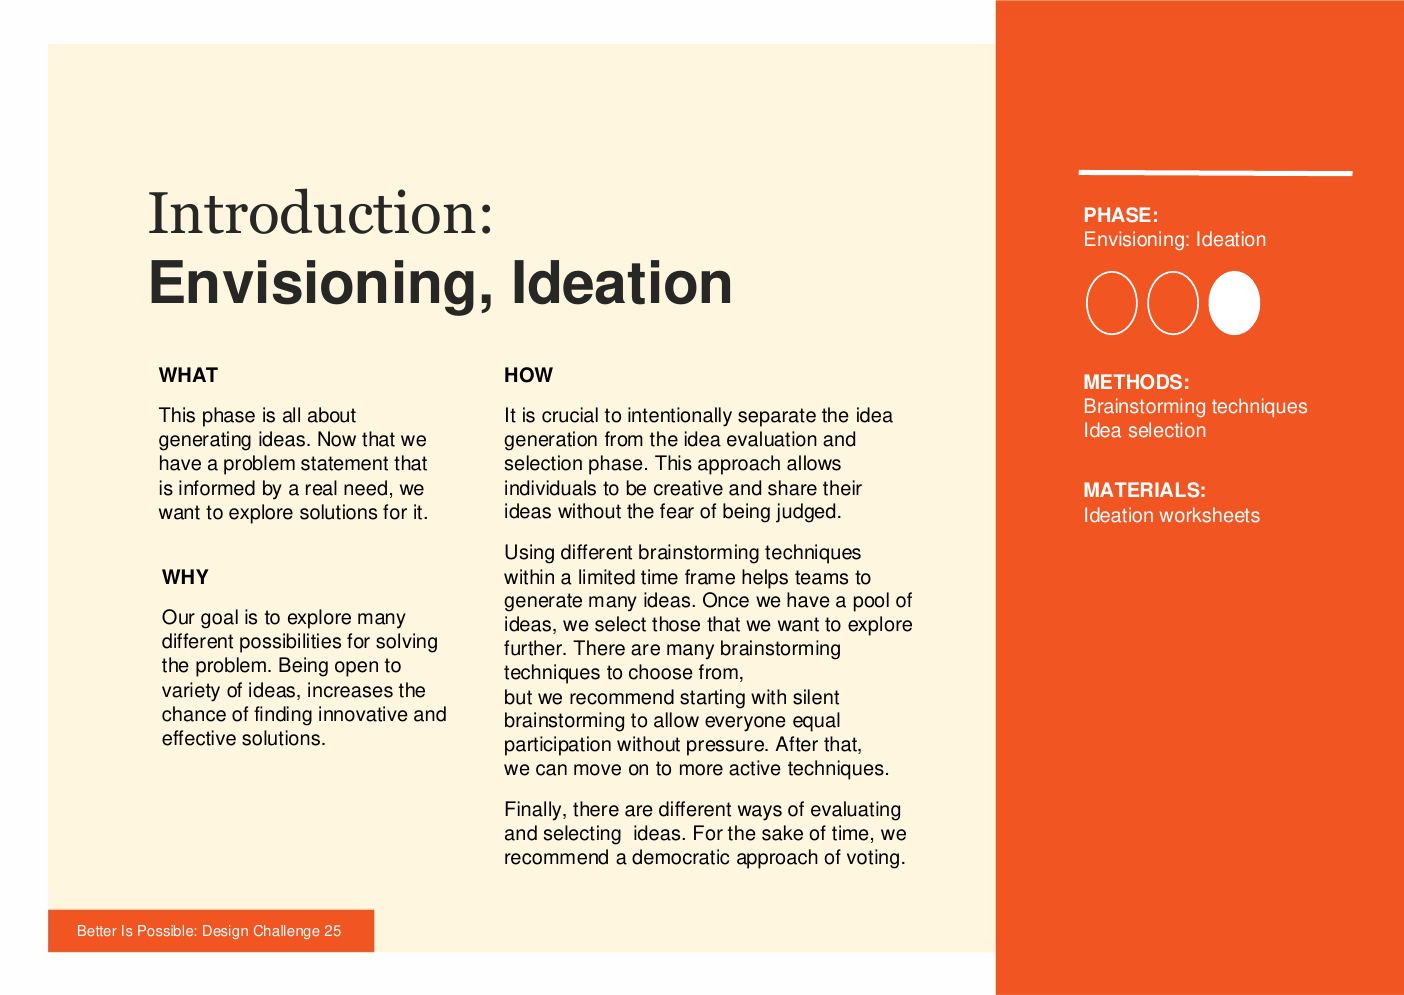 Introduction:
Envisioning, Ideation
WHAT
This phase is all about
generating ideas. Now that we
have a problem statement that
is informed by a real need, we
want to explore solutions for it.
WHY
Our goal is to explore many
different possibilities for solving
the problem. Being open to
variety of ideas, increases the
chance of finding innovative and
effective solutions.
HOW
It is crucial to intentionally separate the idea
generation from the idea evaluation and
selection phase. This approach allows
individuals to be creative and share their
ideas without the fear of being judged.
Using different brainstorming techniques
within a limited time frame helps teams to
generate many ideas. Once we have a pool of
ideas, we select those that we want to explore
further. There are many brainstorming
techniques to choose from,
but we recommend starting with silent
brainstorming to allow everyone equal
participation without pressure. After that,
we can move on to more active techniques.
Finally, there are different ways of evaluating
and selecting  ideas. For the sake of time, we
recommend a democratic approach of voting.
PHASE:
Envisioning: Ideation
METHODS:
Brainstorming techniques
Idea selection
MATERIALS:
Ideation worksheets
Better Is Possible: Design Challenge 25